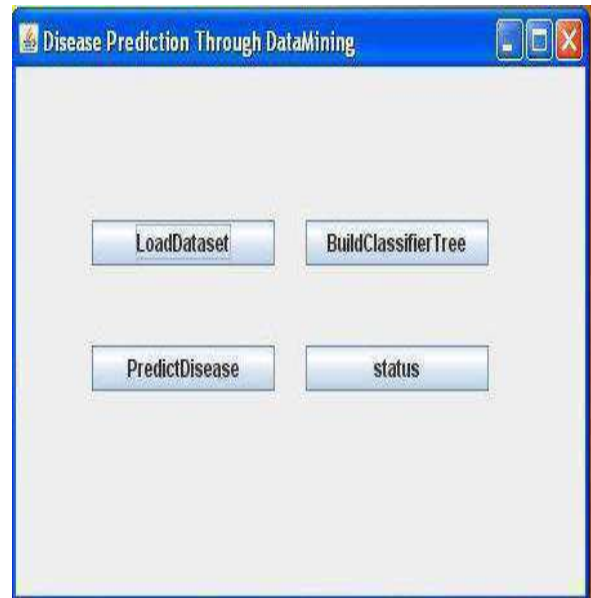 Disease Prediction Through DataMining
LoadDataset
BuildClassifierTree
PredictDisease
status